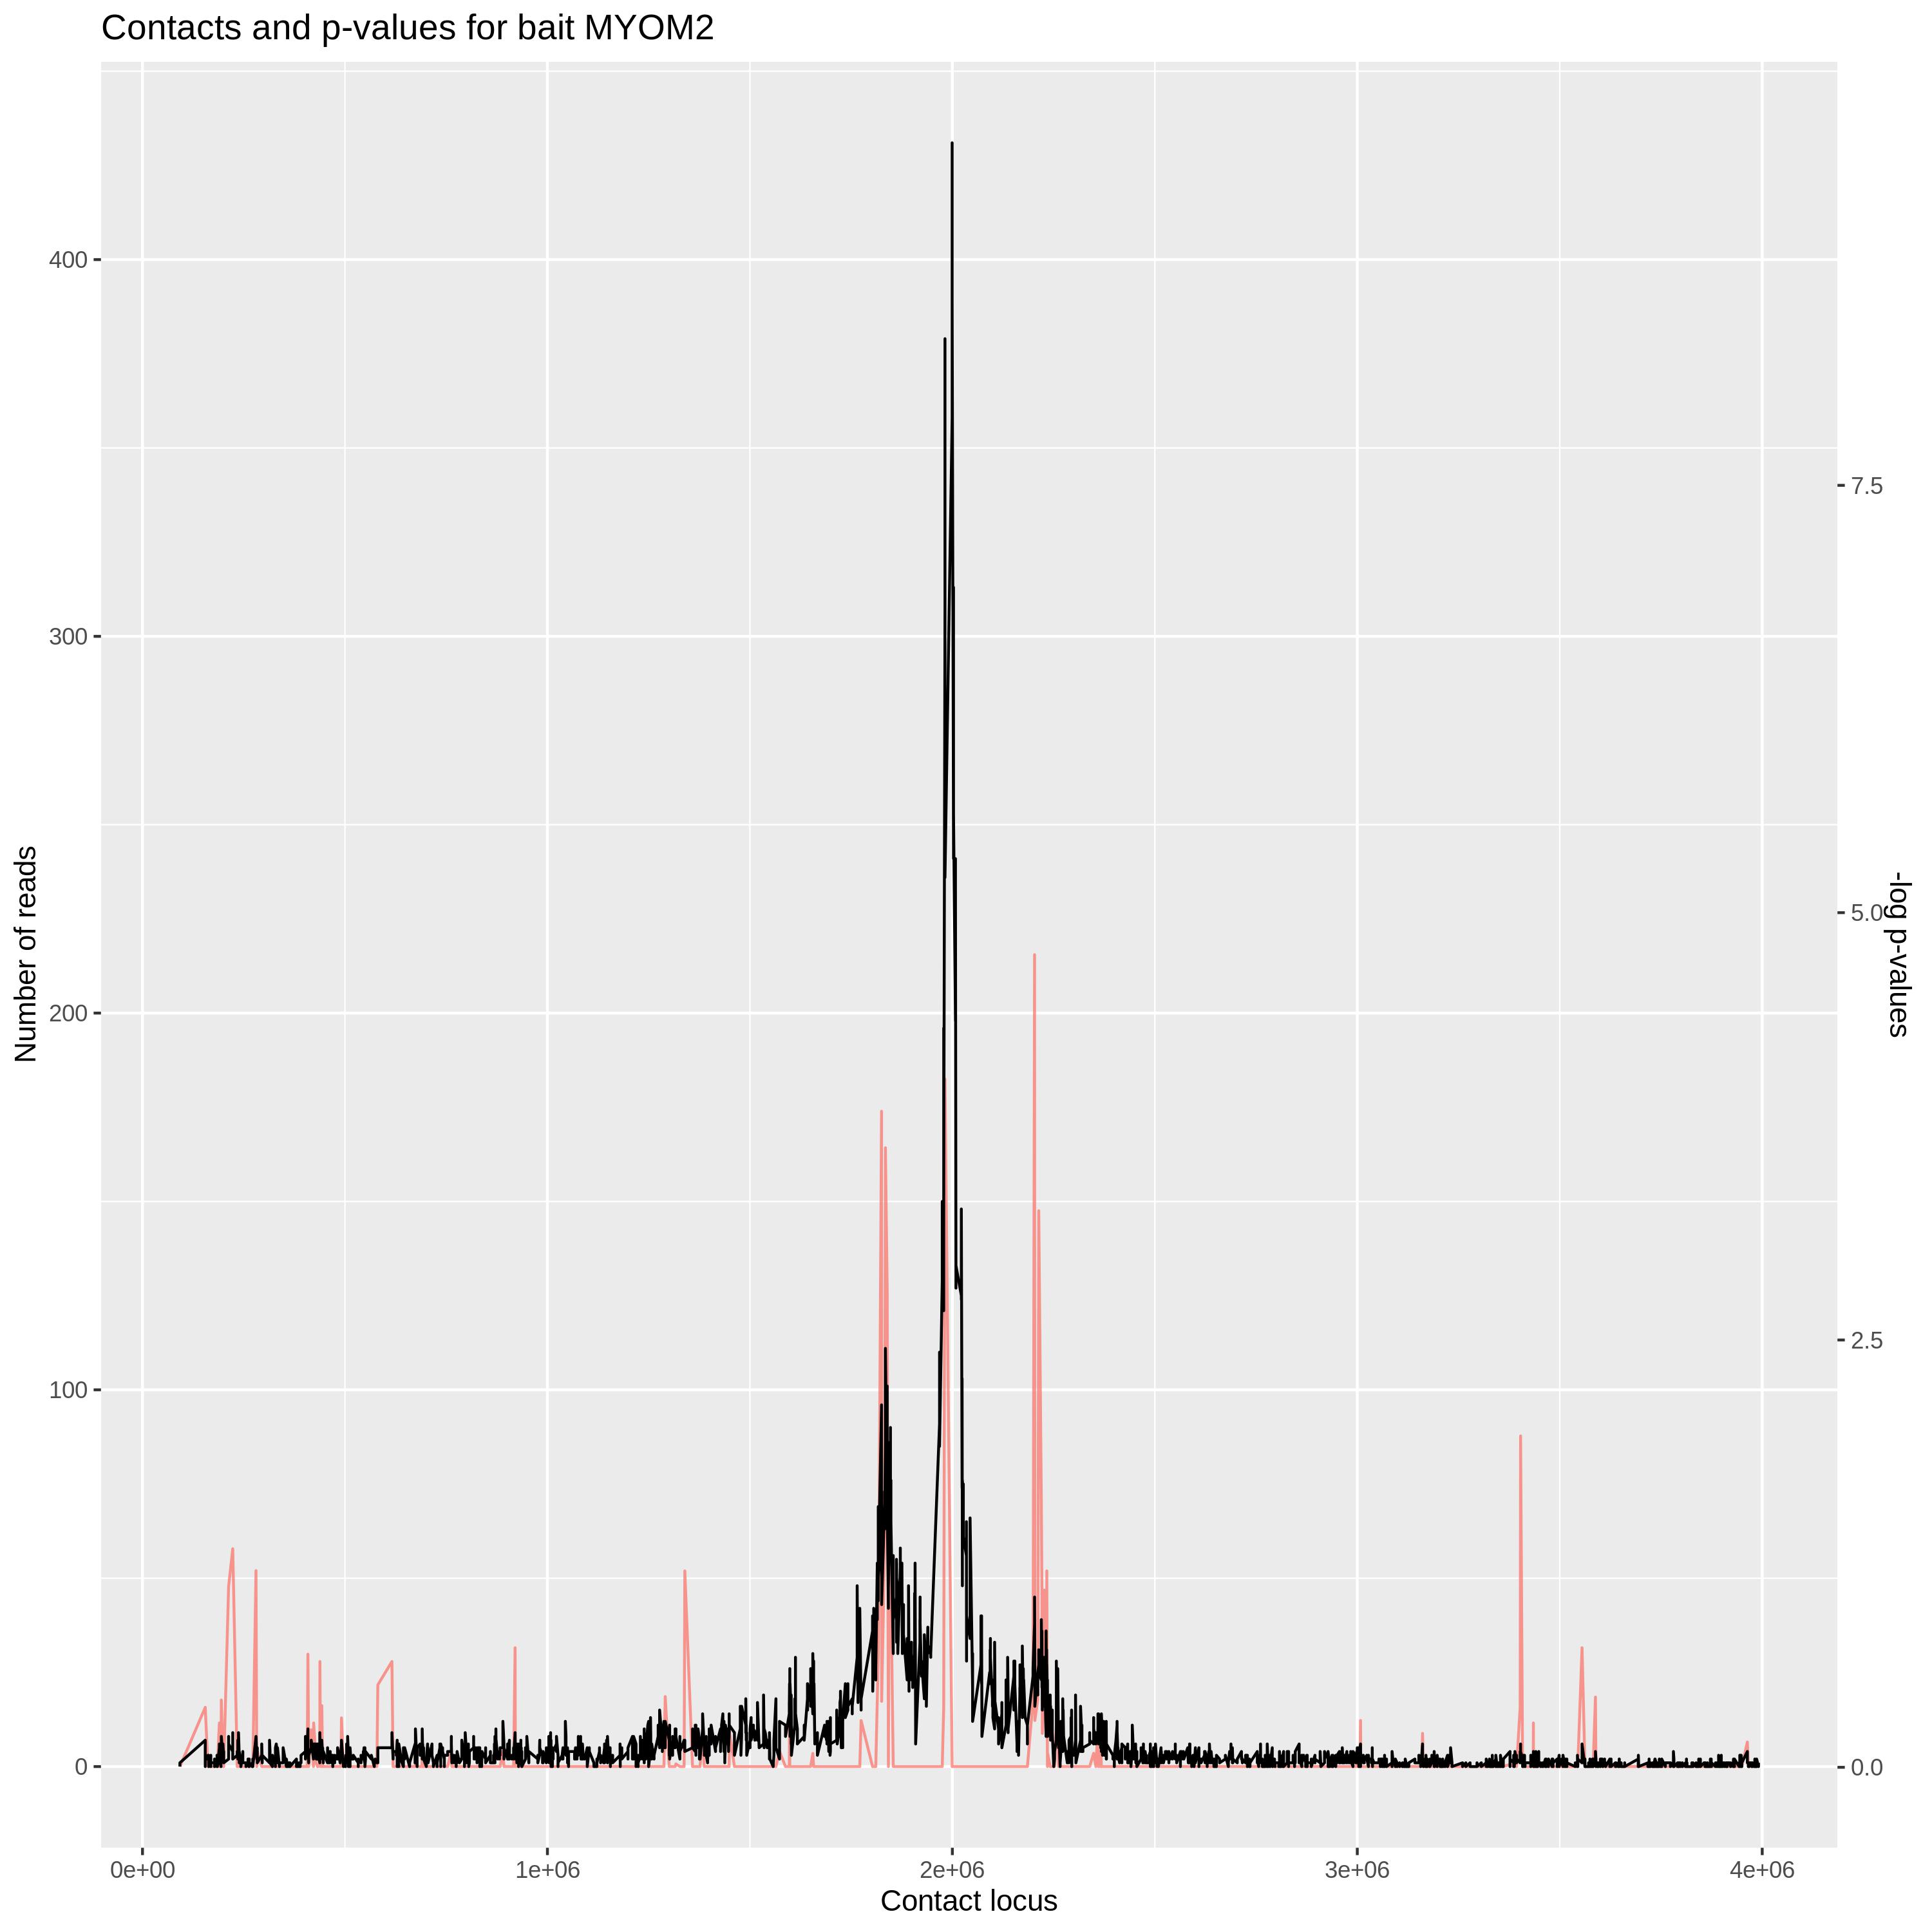 Contacts and p-values for bait MYOM2
400
300
200
100
0
Number of reads
7.5
5.0
2.5
0.0
-log p-values
0e+00 1e+06 2e+06 3e+06 4e+06
Contact locus